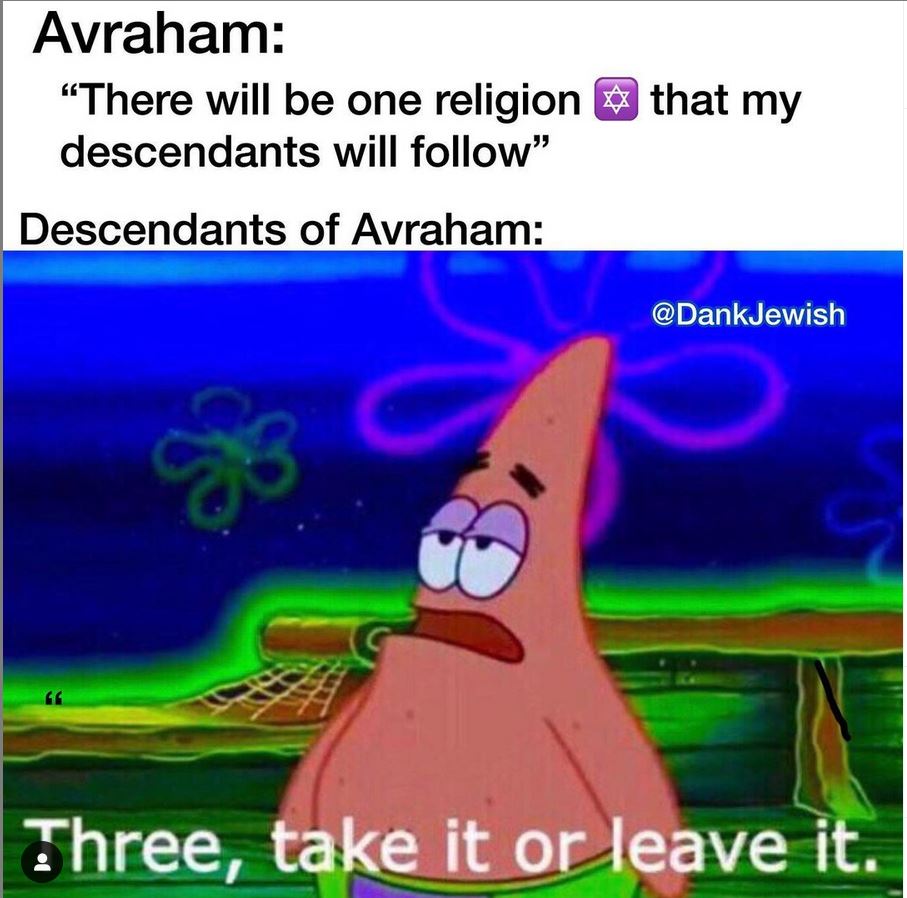 Avraham:
“There will be one religion 🔯 that my
descendants will follow”
Descendants of Avraham:
@DankJewish
“
Three, take it or leave it.